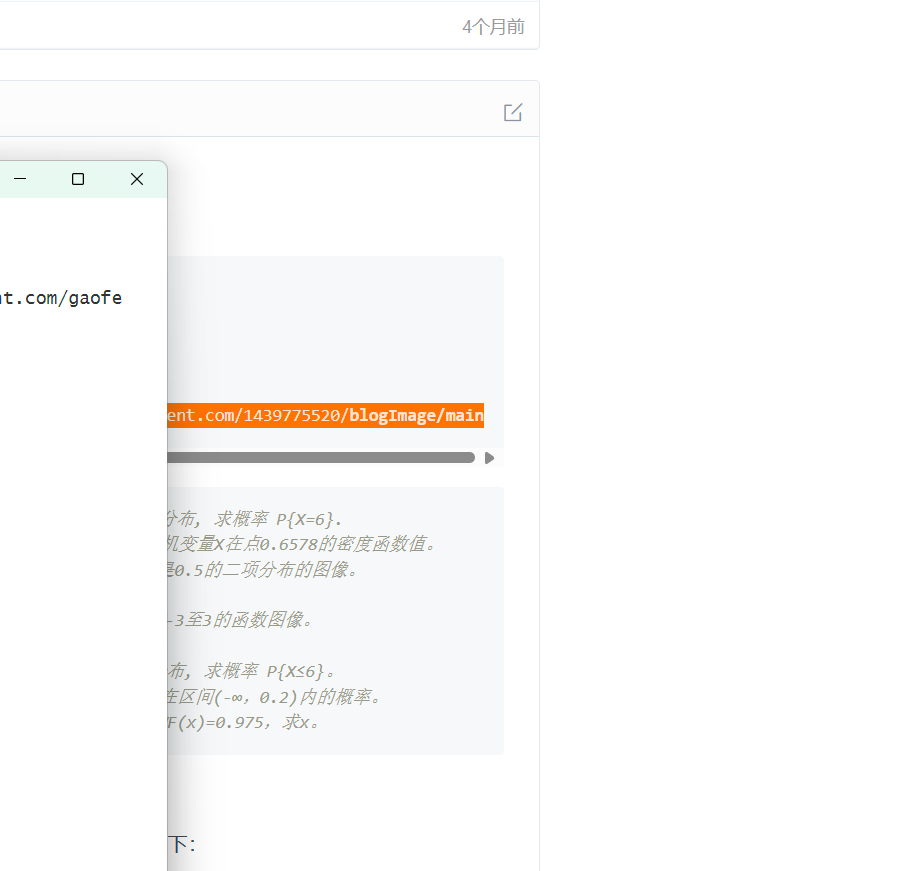 4个月前
nt.com/gaofe
ent.com/1439775520/blogImage/main
分布, 求概率 P{X=6}.
机变量X在点0.6578的密度函数值。
是0.5的二项分布的图像。
-3至3的函数图像。
布, 求概率 P{X≤6}。
在区间(-∞，0.2)内的概率。
F(x)=0.975，求x。
下：